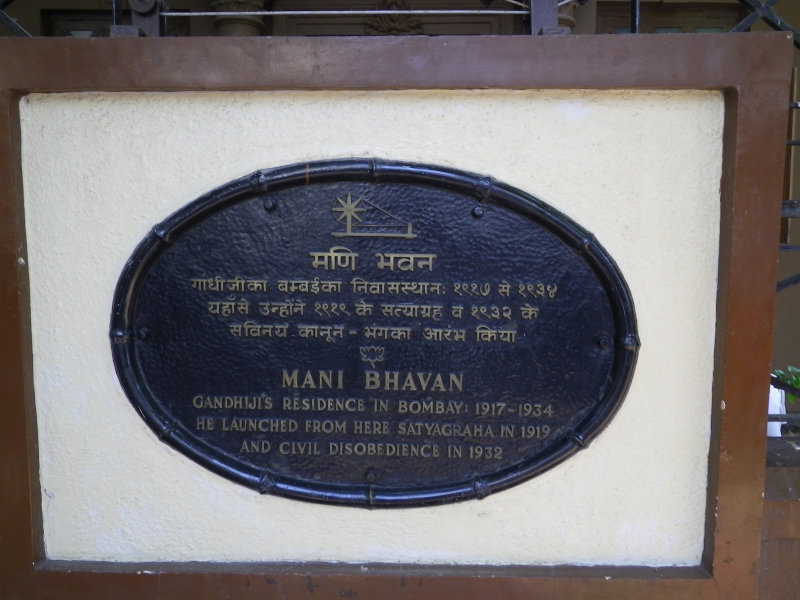 मणि भवन
गांधीजीका बम्बईका निवासस्थान: १९१७ से १९३४
यहाँसे उन्होंने १९१९ के सत्याग्रह व १९३२ के
सविनय कानून - भंगका आरंभ किया
MANI BHAVAN
GANDHIJI'S RESIDENCE IN BOMBAY: 1917-1934
HE LAUNCHED FROM HERE SATYAGRAHA IN 1919
AND CIVIL DISOBEDIENCE IN 1932